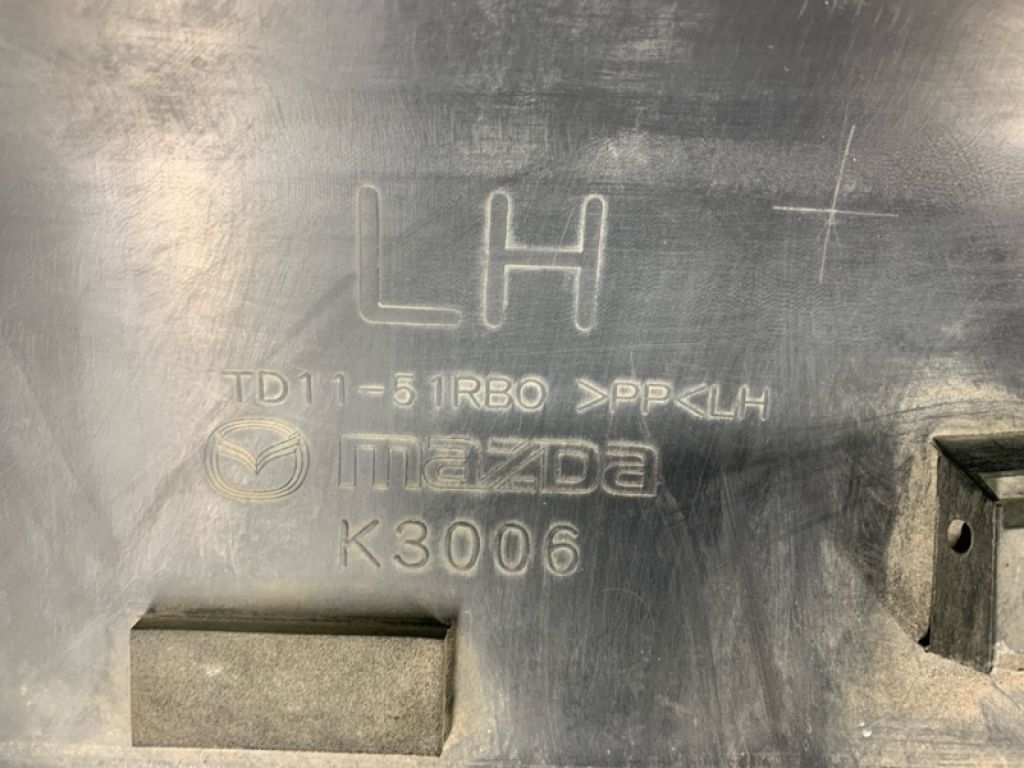 LH
TD11-51RB0 >PP<LH
mazda
K3006